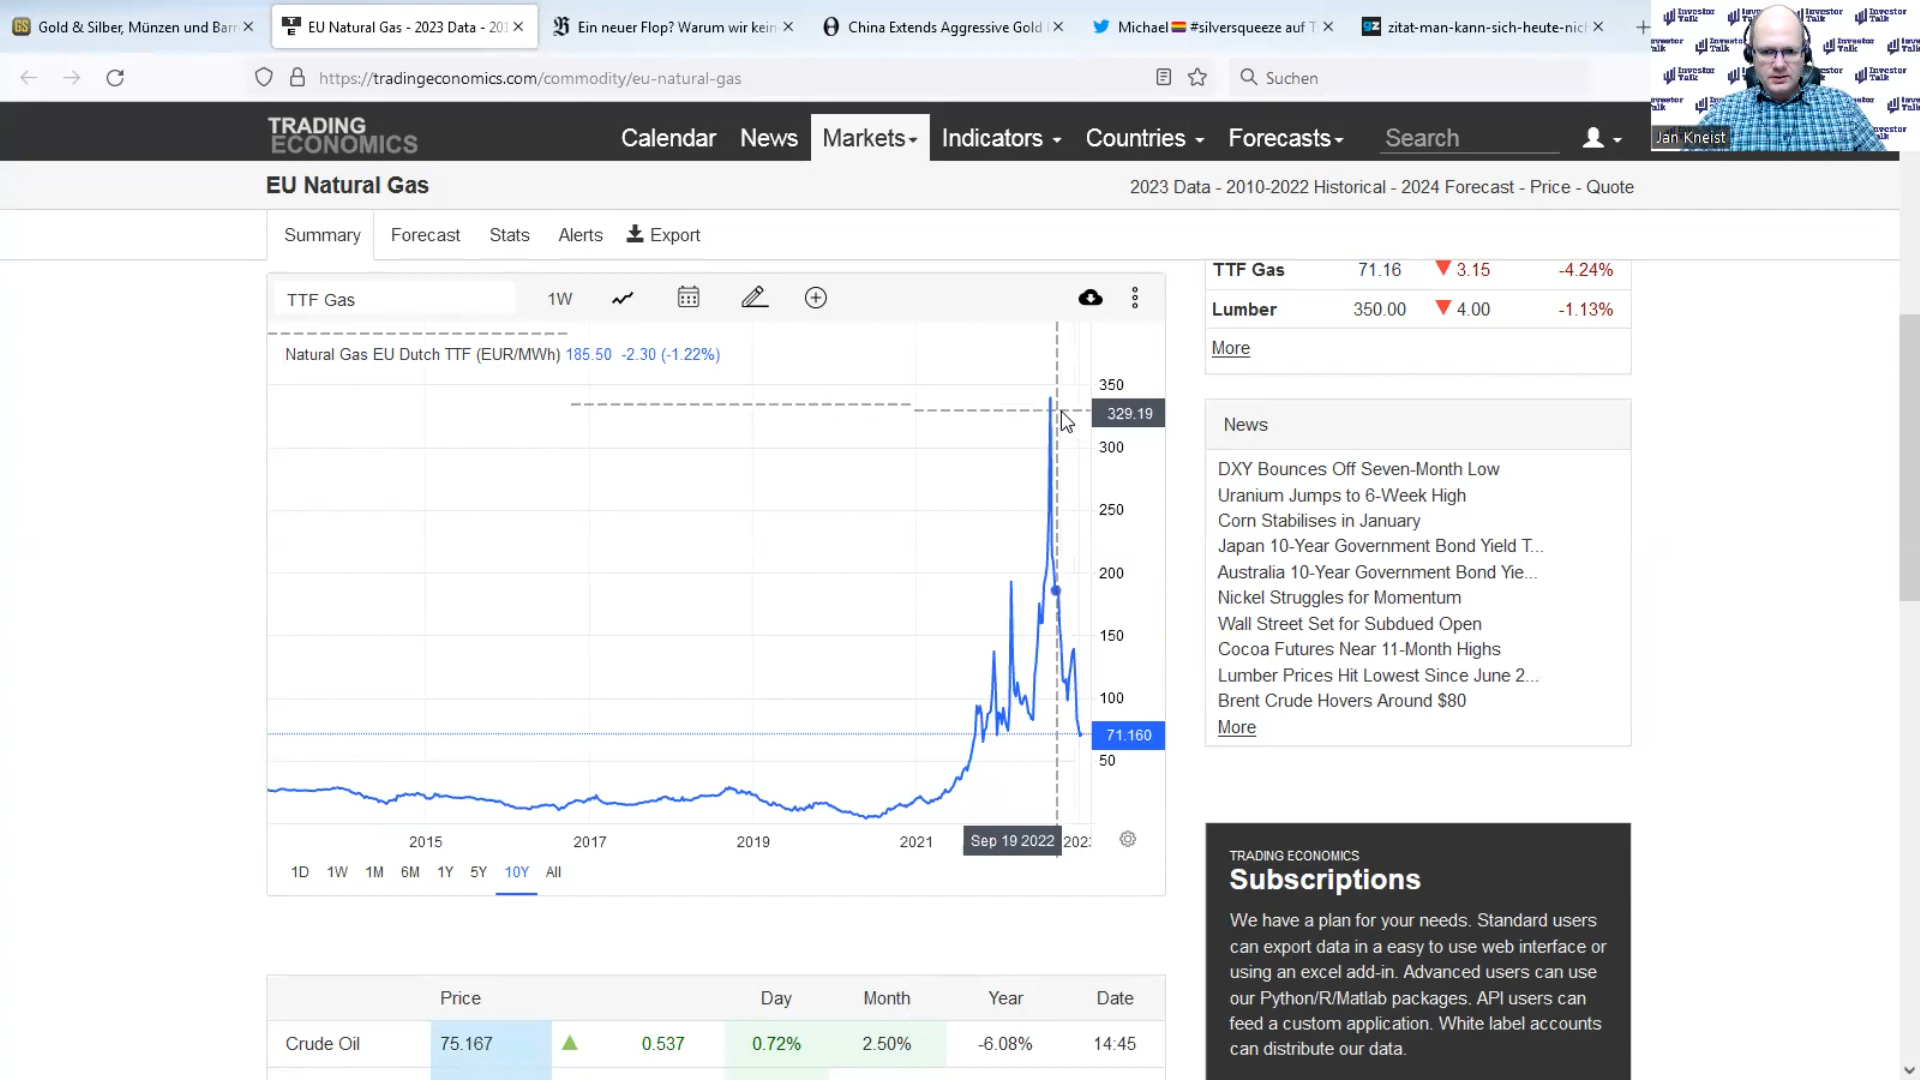 Gold & Silber, Münzen und Barr
EU Natural Gas - 2023 Data - 201
Ein neuer Flop? Warum wir kein
China Extends Aggressive Gold
Michael #silversqueeze auf T
zitat-man-kann-sich-heute-nic
https://tradingeconomics.com/commodity/eu-natural-gas
Suchen
Investor Talk
Jan Kneist
TRADING ECONOMICS
Calendar News Markets Indicators Countries Forecasts Search
EU Natural Gas
2023 Data - 2010-2022 Historical - 2024 Forecast - Price - Quote
Summary Forecast Stats Alerts Export
TTF Gas 71.16 3.15 -4.24%
Lumber 350.00 4.00 -1.13%
More
TTF Gas 1W
Natural Gas EU Dutch TTF (EUR/MWh) 185.50 -2.30 (-1.22%)
350
329.19
300
250
200
150
100
71.160
50
2015 2017 2019 2021 Sep 19 2022 202
1D 1W 1M 6M 1Y 5Y 10Y All
News
DXY Bounces Off Seven-Month Low
Uranium Jumps to 6-Week High
Corn Stabilises in January
Japan 10-Year Government Bond Yield T...
Australia 10-Year Government Bond Yie...
Nickel Struggles for Momentum
Wall Street Set for Subdued Open
Cocoa Futures Near 11-Month Highs
Lumber Prices Hit Lowest Since June 2...
Brent Crude Hovers Around $80
More
TRADING ECONOMICS
Subscriptions
We have a plan for your needs. Standard users
can export data in a easy to use web interface or
using an excel add-in. Advanced users can use
our Python/R/Matlab packages. API users can
feed a custom application. White label accounts
can distribute our data.
Price Day Month Year Date
Crude Oil 75.167 0.537 0.72% 2.50% -6.08% 14:45